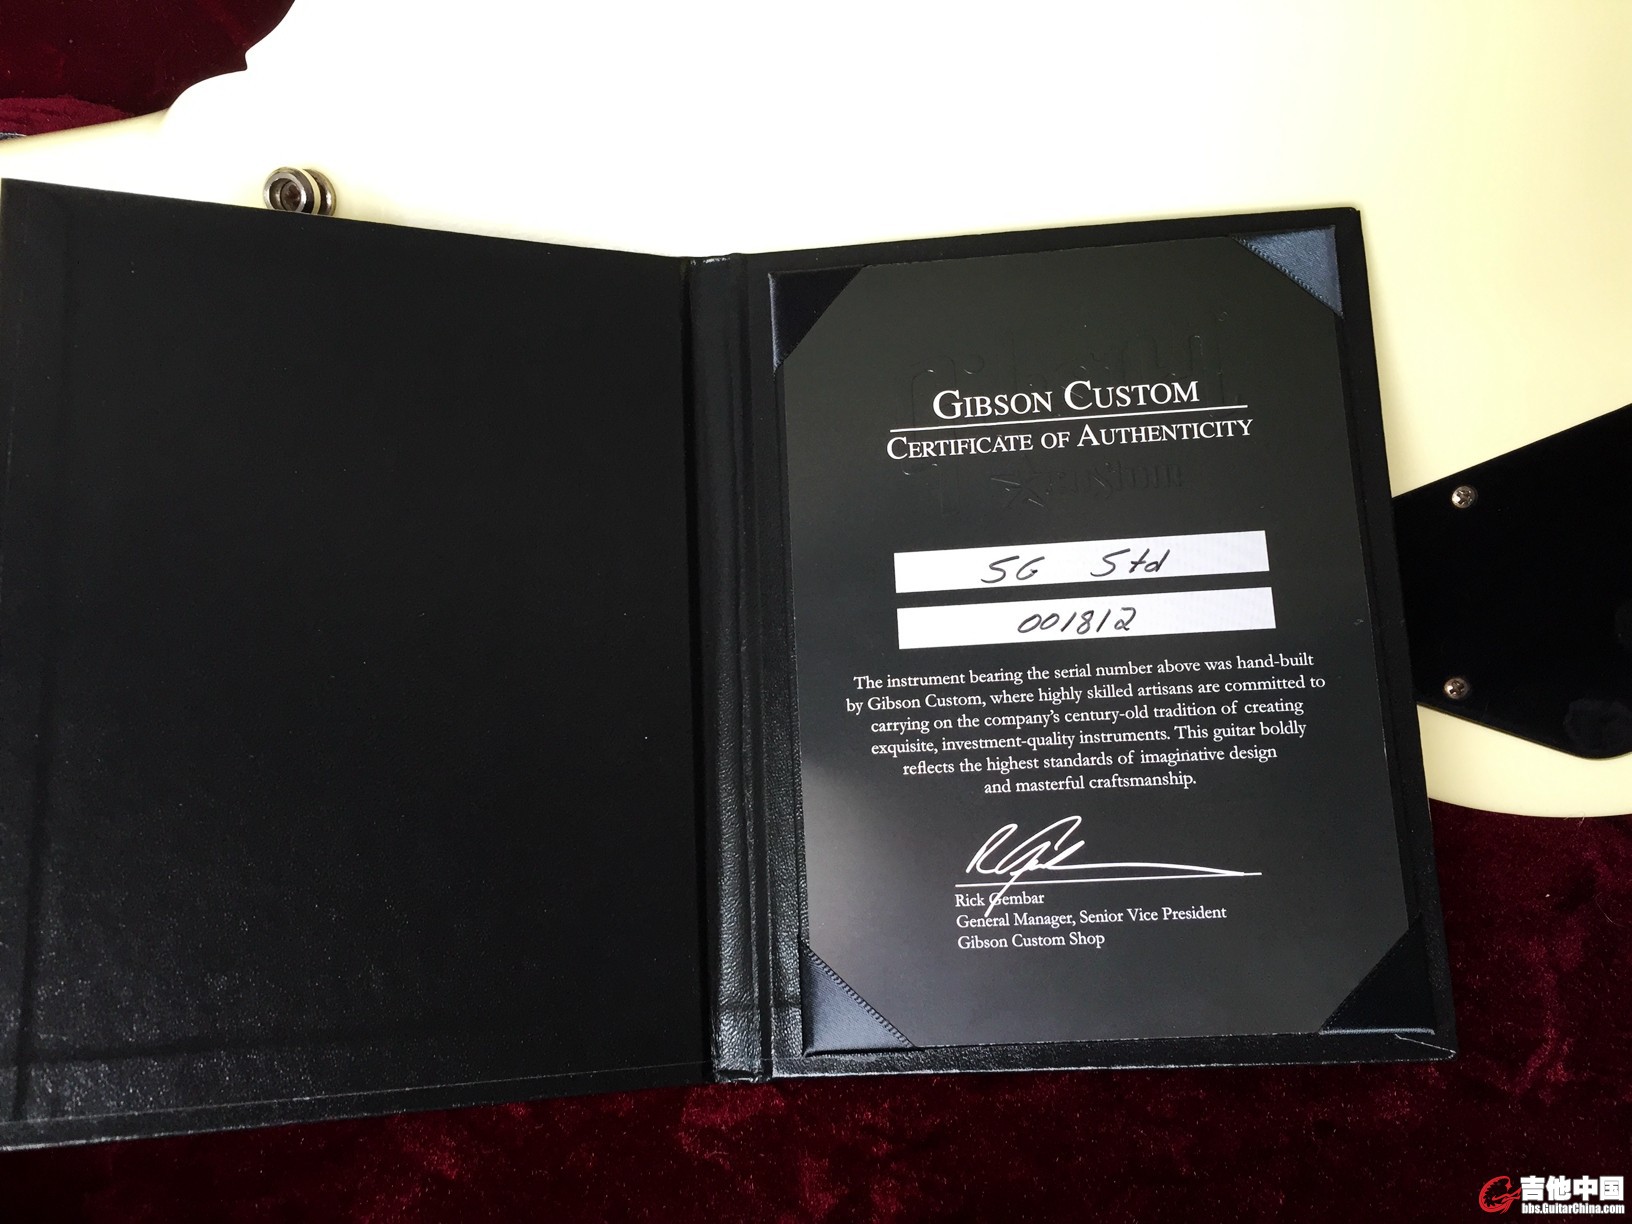 GIBSON CUSTOM
CERTIFICATE OF AUTHENTICITY
SG Std
001812
The instrument bearing the serial number above was hand-built
by Gibson Custom, where highly skilled artisans are committed to
carrying on the company's century-old tradition of creating
exquisite, investment-quality instruments. This guitar boldly
reflects the highest standards of imaginative design
and masterful craftsmanship.
Rick Gembar
General Manager, Senior Vice President
Gibson Custom Shop
吉他中国
bbs.GuitarChina.com